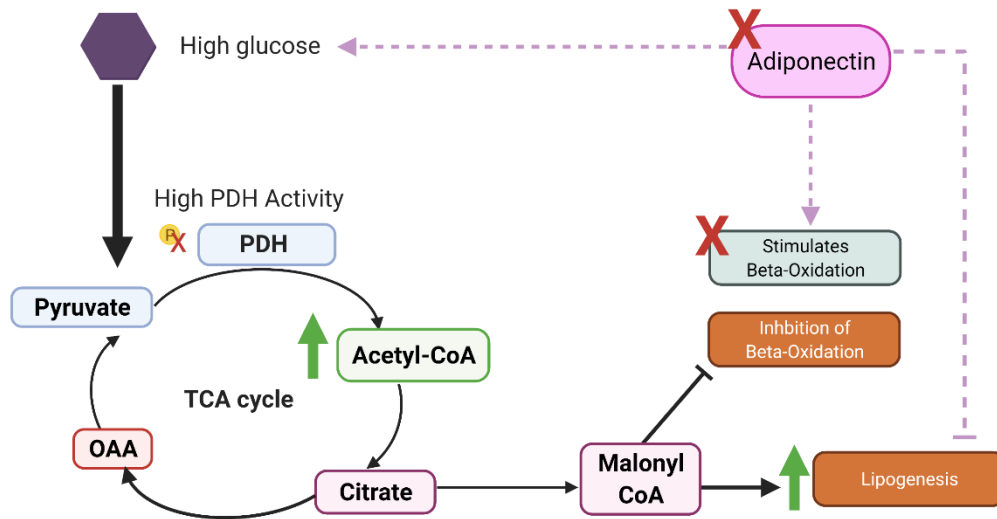 High glucose
Adiponectin
High PDH Activity
P
PDH
Stimulates
Beta-Oxidation
Pyruvate
Inhbition of
Beta-Oxidation
Acetyl-CoA
TCA cycle
OAA
Citrate
Malonyl
CoA
Lipogenesis